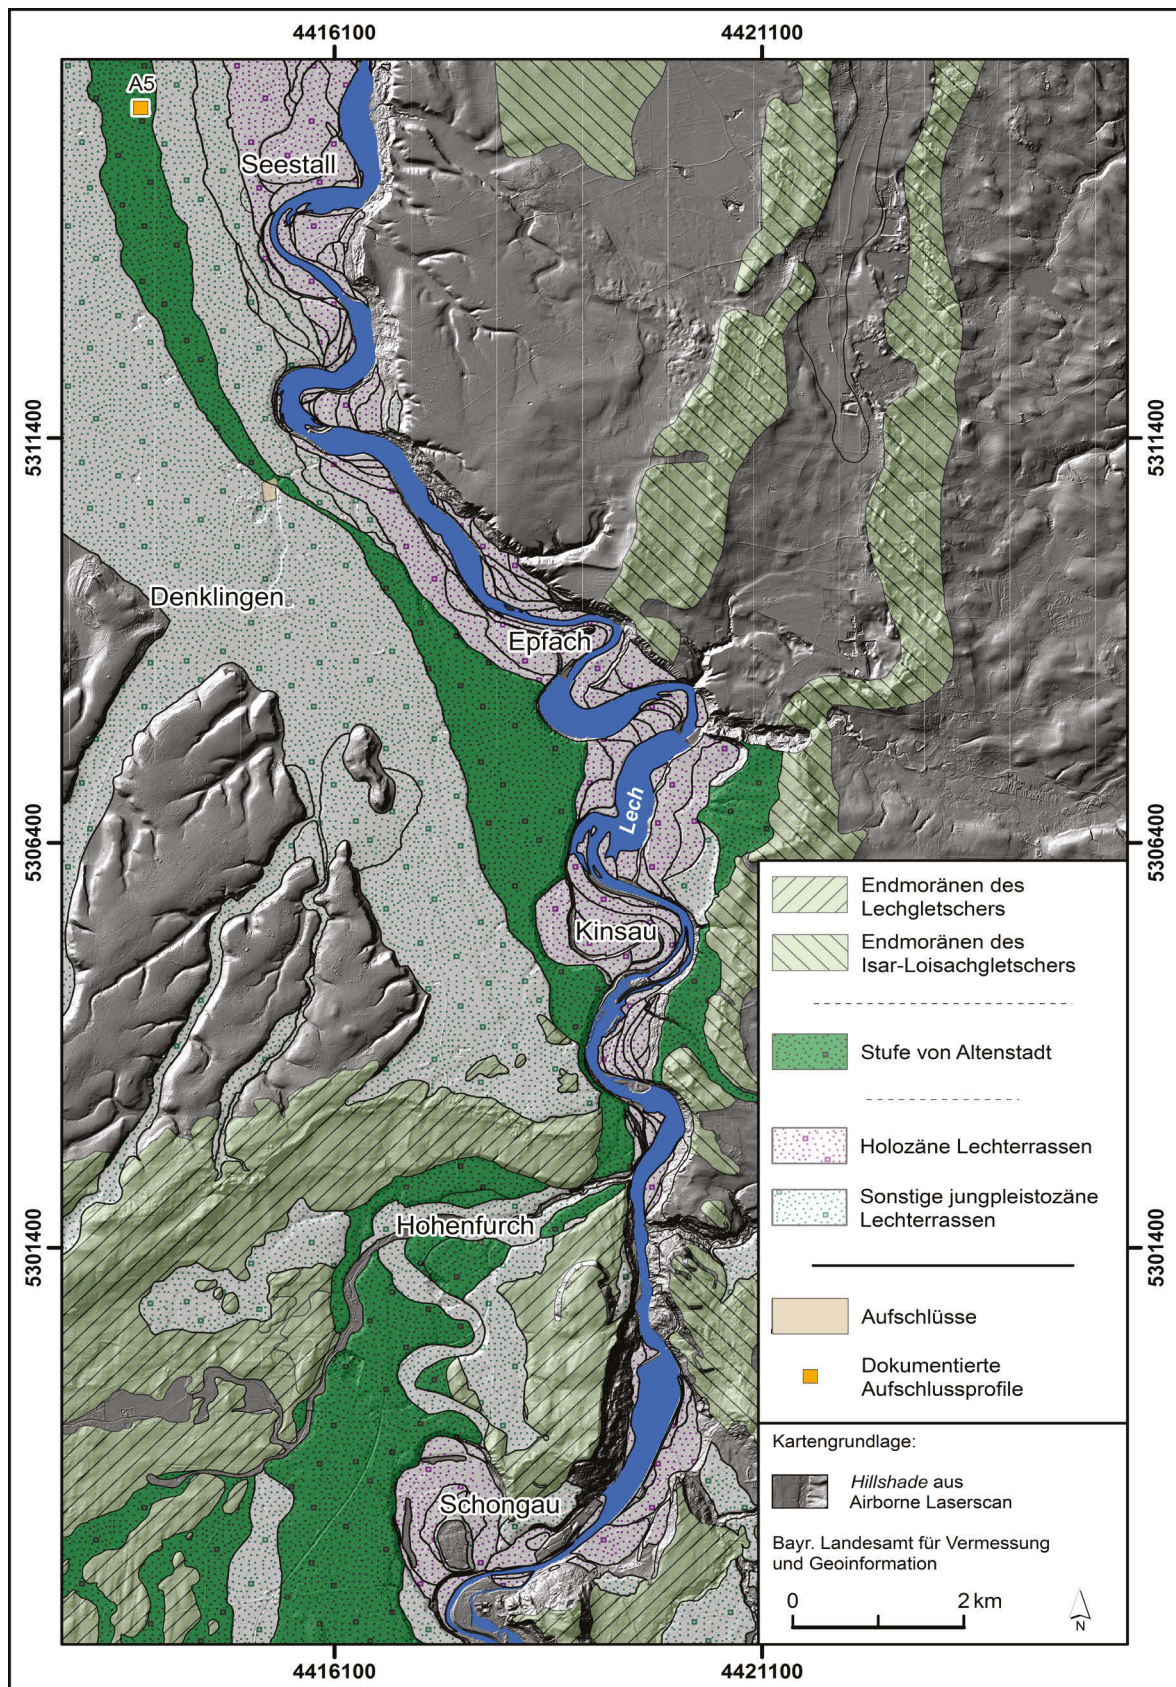 4416100 4421100
A5
Seestall
5311400 5311400
Denklingen
Epfach
Lech
5306400 5306400
Kinsau
Hohenfurch
5301400 5301400
Schongau
Endmoränen des
Lechgletschers
Endmoränen des
Isar-Loisachgletschers
Stufe von Altenstadt
Holozäne Lechterrassen
Sonstige jungpleistozäne
Lechterrassen
Aufschlüsse
Dokumentierte
Aufschlussprofile
Kartengrundlage:
Hillshade aus
Airborne Laserscan
Bayr. Landesamt für Vermessung
und Geoinformation
0 2 km
N
4416100 4421100